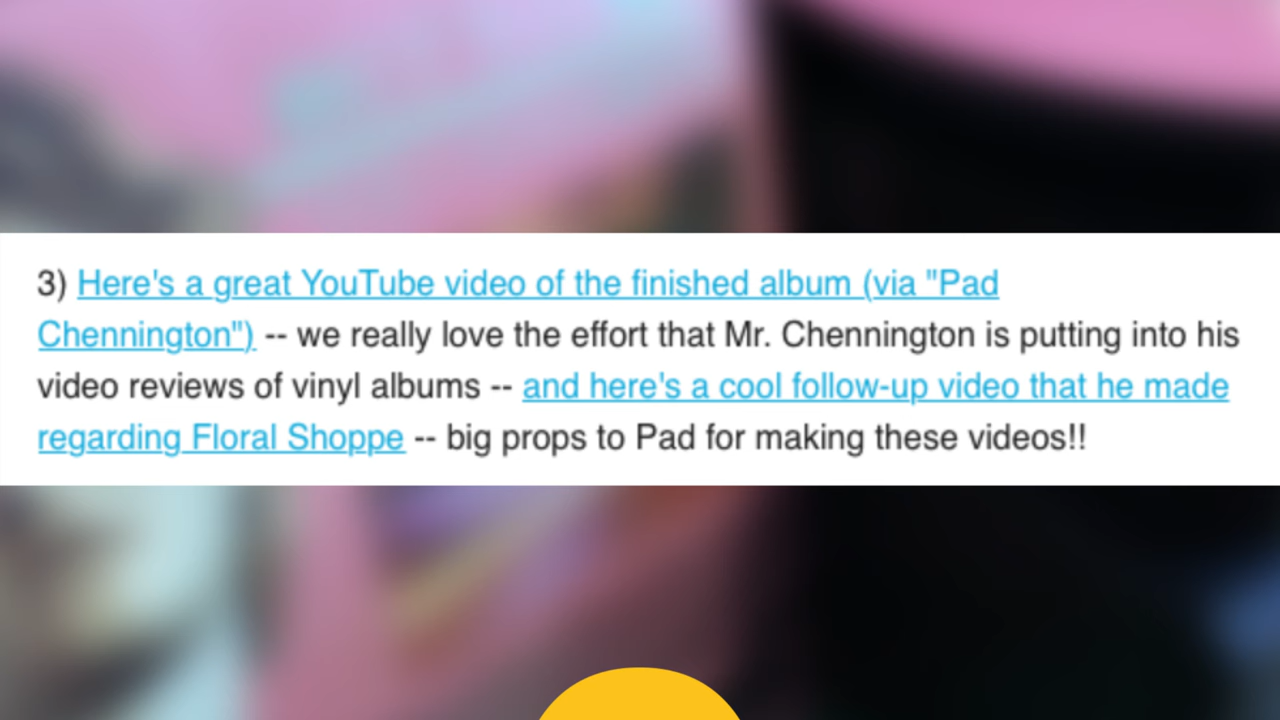 3) Here's a great YouTube video of the finished album (via "Pad
Chennington") -- we really love the effort that Mr. Chennington is putting into his
video reviews of vinyl albums -- and here's a cool follow-up video that he made
regarding Floral Shoppe -- big props to Pad for making these videos!!